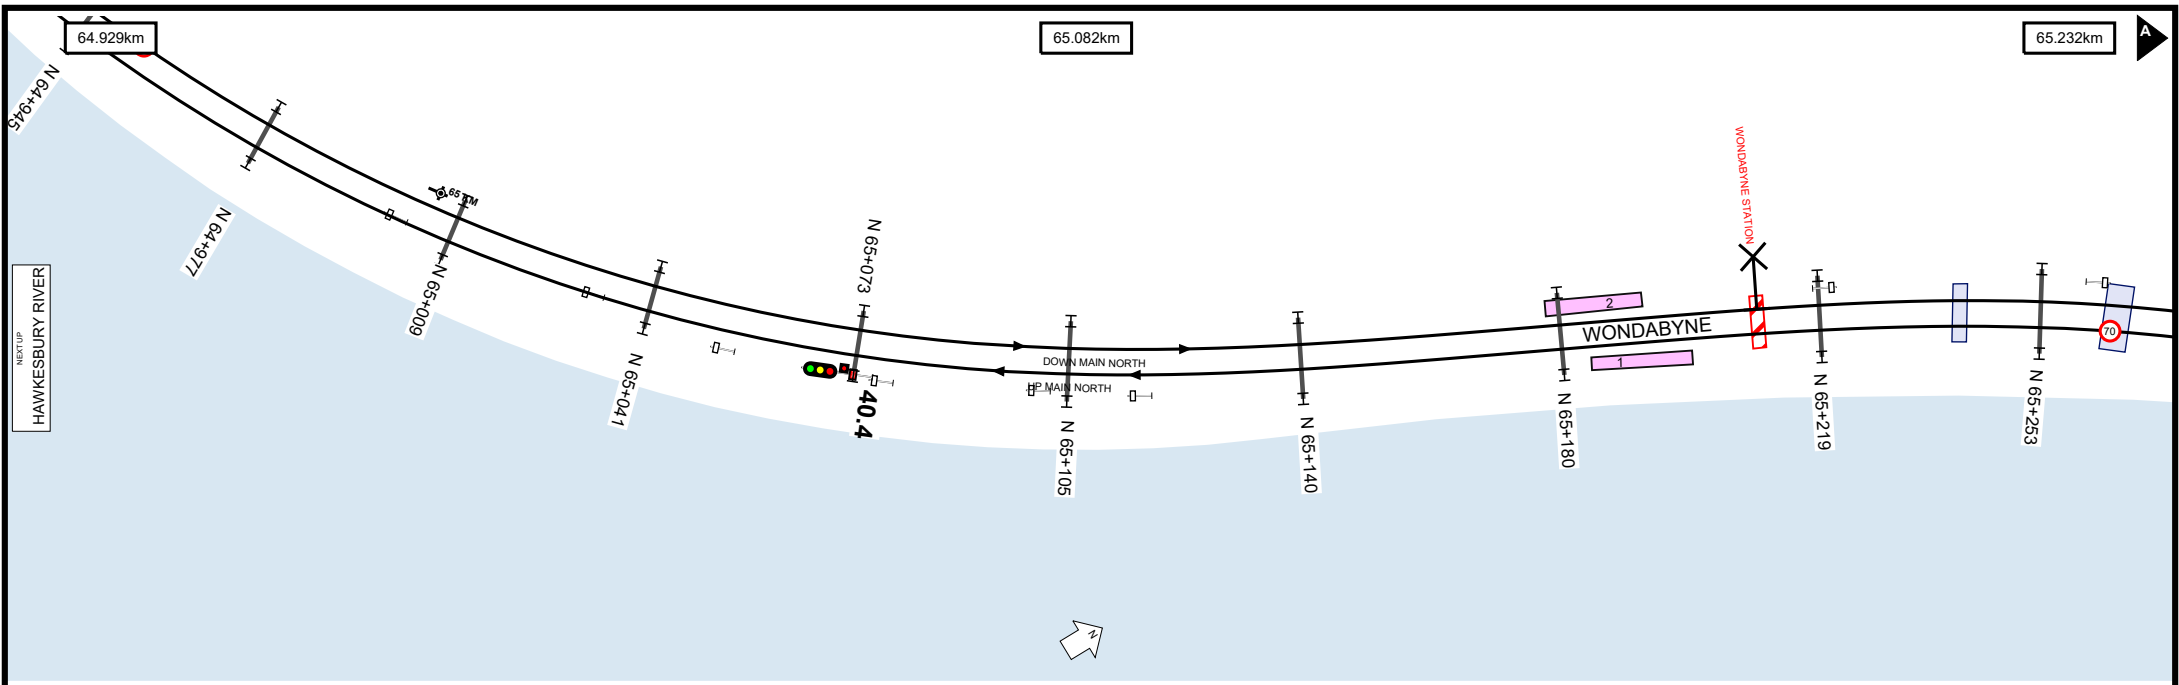 64.929km
65.082km
65.232km
A
N 64+945
N 64+977
65 KM
N 65+009
N 65+041
N 65+073
40.4
DOWN MAIN NORTH
UP MAIN NORTH
N 65+105
N 65+140
N 65+180
2
WONDABYNE
1
WONDABYNE STATION
N 65+219
N 65+253
70
NEXT UP
HAWKESBURY RIVER
N